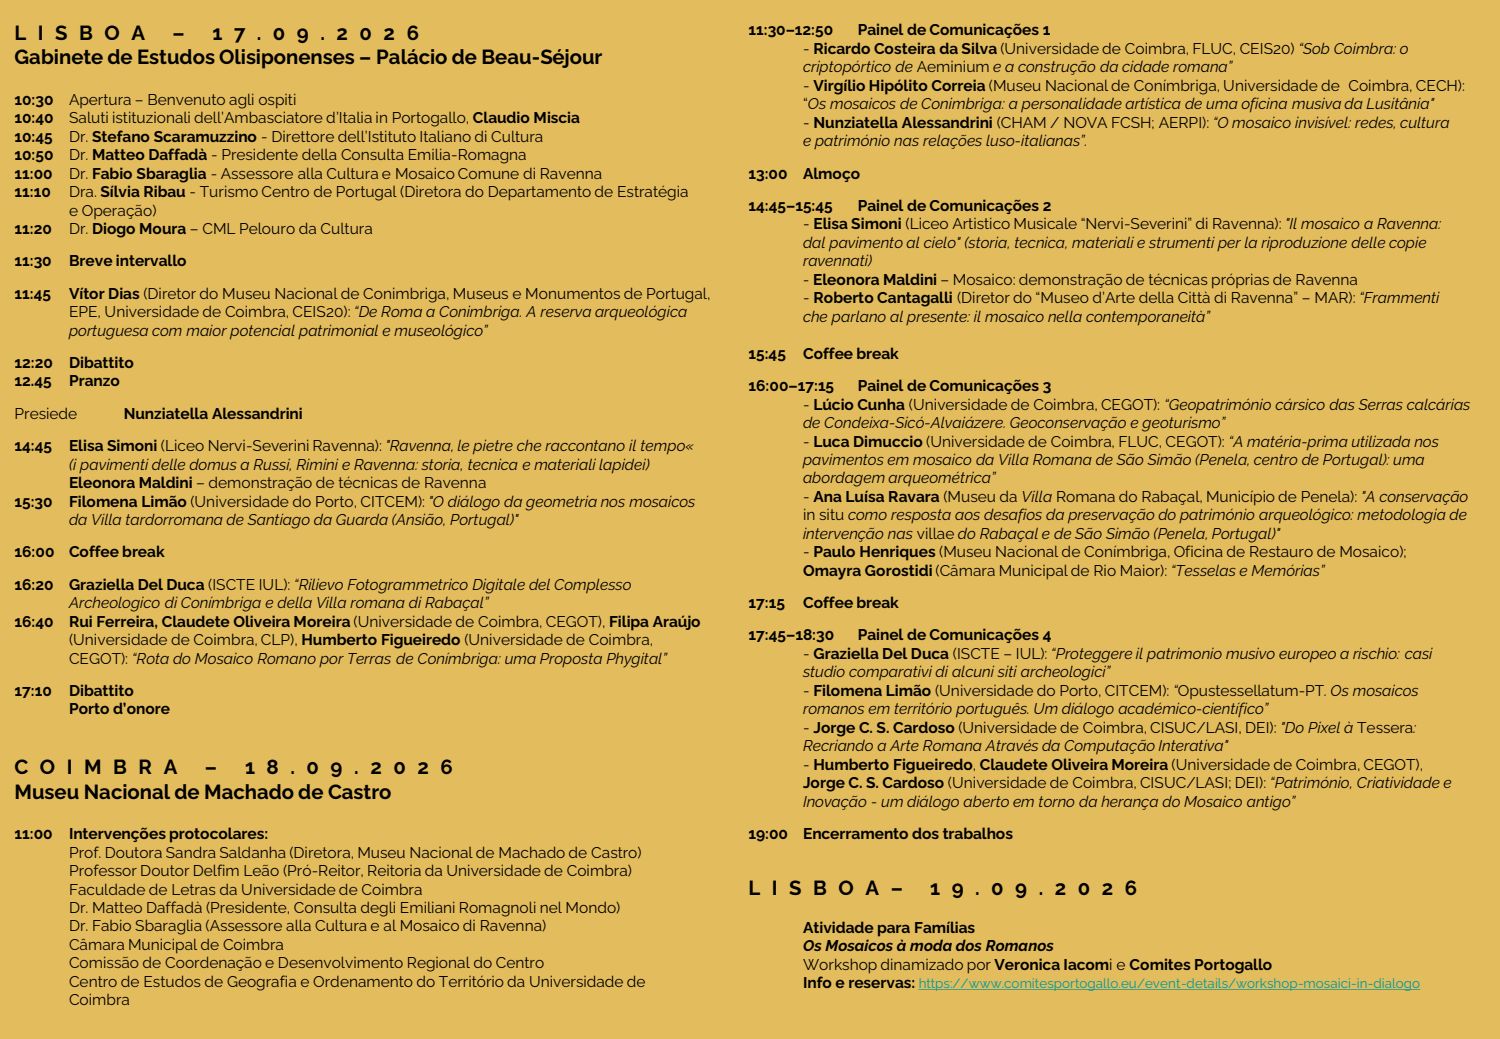 LISBOA – 17.09.2026
Gabinete de Estudos Olisiponenses – Palácio de Beau-Séjour
10:30 Apertura – Benvenuto agli ospiti
10:40 Saluti istituzionali dell'Ambasciatore d'Italia in Portogallo, Claudio Miscia
10:45 Dr. Stefano Scaramuzzino - Direttore dell'Istituto Italiano di Cultura
10:50 Dr. Matteo Daffadà - Presidente della Consulta Emilia-Romagna
11:00 Dr. Fabio Sbaraglia - Assessore alla Cultura e Mosaico Comune di Ravenna
11:10 Dra. Sílvia Ribau - Turismo Centro de Portugal (Diretora do Departamento de Estratégia
e Operação)
11:20 Dr. Diogo Moura – CML Pelouro da Cultura
11:30 Breve intervallo
11:45 Vítor Dias (Diretor do Museu Nacional de Conimbriga, Museus e Monumentos de Portugal,
EPE, Universidade de Coimbra, CEIS20): “De Roma a Conimbriga. A reserva arqueológica
portuguesa com maior potencial patrimonial e museológico”
12:20 Dibattito
12.45 Pranzo
Presiede Nunziatella Alessandrini
14:45 Elisa Simoni (Liceo Nervi-Severini Ravenna): "Ravenna, le pietre che raccontano il tempo«
(i pavimenti delle domus a Russi, Rimini e Ravenna: storia, tecnica e materiali lapidei)
Eleonora Maldini – demonstração de técnicas de Ravenna
15:30 Filomena Limão (Universidade do Porto, CITCEM): "O diálogo da geometria nos mosaicos
da Villa tardorromana de Santiago da Guarda (Ansião, Portugal)"
16:00 Coffee break
16:20 Graziella Del Duca (ISCTE IUL): “Rilievo Fotogrammetrico Digitale del Complesso
Archeologico di Conímbriga e della Villa romana di Rabaçal”
16:40 Rui Ferreira, Claudete Oliveira Moreira (Universidade de Coimbra, CEGOT), Filipa Araújo
(Universidade de Coimbra, CLP), Humberto Figueiredo (Universidade de Coimbra,
CEGOT): “Rota do Mosaico Romano por Terras de Conímbriga: uma Proposta Phygital”
17:10 Dibattito
Porto d'onore
COIMBRA – 18.09.2026
Museu Nacional de Machado de Castro
11:00 Intervenções protocolares:
Prof. Doutora Sandra Saldanha (Diretora, Museu Nacional de Machado de Castro)
Professor Doutor Delfim Leão (Pró-Reitor, Reitoria da Universidade de Coimbra)
Faculdade de Letras da Universidade de Coimbra
Dr. Matteo Daffadà (Presidente, Consulta degli Emiliani Romagnoli nel Mondo)
Dr. Fabio Sbaraglia (Assessore alla Cultura e al Mosaico di Ravenna)
Câmara Municipal de Coimbra
Comissão de Coordenação e Desenvolvimento Regional do Centro
Centro de Estudos de Geografia e Ordenamento do Território da Universidade de
Coimbra
11:30–12:50 Painel de Comunicações 1
- Ricardo Costeira da Silva (Universidade de Coimbra, FLUC, CEIS20) “Sob Coimbra: o
criptopórtico de Aeminium e a construção da cidade romana”
- Virgílio Hipólito Correia (Museu Nacional de Conímbriga, Universidade de Coimbra, CECH):
“Os mosaicos de Conimbriga: a personalidade artística de uma oficina musiva da Lusitânia"
- Nunziatella Alessandrini (CHAM / NOVA FCSH; AERPI): “O mosaico invisível: redes, cultura
e património nas relações luso-italianas”.
13:00 Almoço
14:45–15:45 Painel de Comunicações 2
- Elisa Simoni (Liceo Artistico Musicale “Nervi-Severini” di Ravenna): "Il mosaico a Ravenna:
dal pavimento al cielo" (storia, tecnica, materiali e strumenti per la riproduzione delle copie
ravennati)
- Eleonora Maldini – Mosaico: demonstração de técnicas próprias de Ravenna
- Roberto Cantagalli (Diretor do “Museo d'Arte della Città di Ravenna” – MAR): “Frammenti
che parlano al presente: il mosaico nella contemporaneità”
15:45 Coffee break
16:00–17:15 Painel de Comunicações 3
- Lúcio Cunha (Universidade de Coimbra, CEGOT): “Geopatrimónio cársico das Serras calcárias
de Condeixa-Sicó-Alvaiázere. Geoconservação e geoturismo”
- Luca Dimuccio (Universidade de Coimbra, FLUC, CEGOT): “A matéria-prima utilizada nos
pavimentos em mosaico da Villa Romana de São Simão (Penela, centro de Portugal): uma
abordagem arqueométrica”
- Ana Luísa Ravara (Museu da Villa Romana do Rabaçal, Município de Penela): "A conservação
in situ como resposta aos desafios da preservação do património arqueológico: metodologia de
intervenção nas villae do Rabaçal e de São Simão (Penela, Portugal)"
- Paulo Henriques (Museu Nacional de Conímbriga, Oficina de Restauro de Mosaico);
Omayra Gorostidi (Câmara Municipal de Rio Maior): “Tesselas e Memórias”
17:15 Coffee break
17:45–18:30 Painel de Comunicações 4
- Graziella Del Duca (ISCTE – IUL): “Proteggere il patrimonio musivo europeo a rischio: casi
studio comparativi di alcuni siti archeologici”
- Filomena Limão (Universidade do Porto, CITCEM): “Opustessellatum-PT. Os mosaicos
romanos em território português. Um diálogo académico-científico”
- Jorge C. S. Cardoso (Universidade de Coimbra, CISUC/LASI, DEI): "Do Pixel à Tessera:
Recriando a Arte Romana Através da Computação Interativa"
- Humberto Figueiredo, Claudete Oliveira Moreira (Universidade de Coimbra, CEGOT),
Jorge C. S. Cardoso (Universidade de Coimbra, CISUC/LASI; DEI): “Património, Criatividade e
Inovação - um diálogo aberto em torno da herança do Mosaico antigo”
19:00 Encerramento dos trabalhos
LISBOA– 19.09.2026
Atividade para Famílias
Os Mosaicos à moda dos Romanos
Workshop dinamizado por Veronica Iacomi e Comites Portogallo
Info e reservas: https://www.comitesportogallo.eu/event-details/workshop-mosaici-in-dialogo